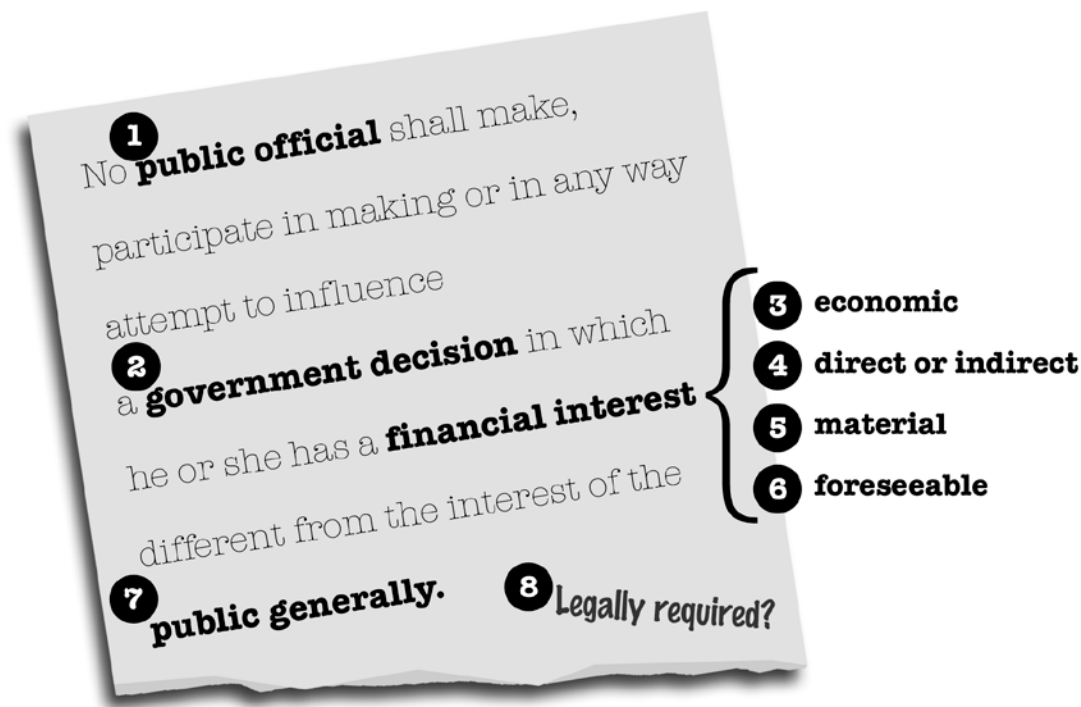 1
No public official shall make,
participate in making or in any way
attempt to influence
2
a government decision in which
he or she has a financial interest
3 economic
4 direct or indirect
5 material
6 foreseeable
different from the interest of the
7
public generally.
8 Legally required?